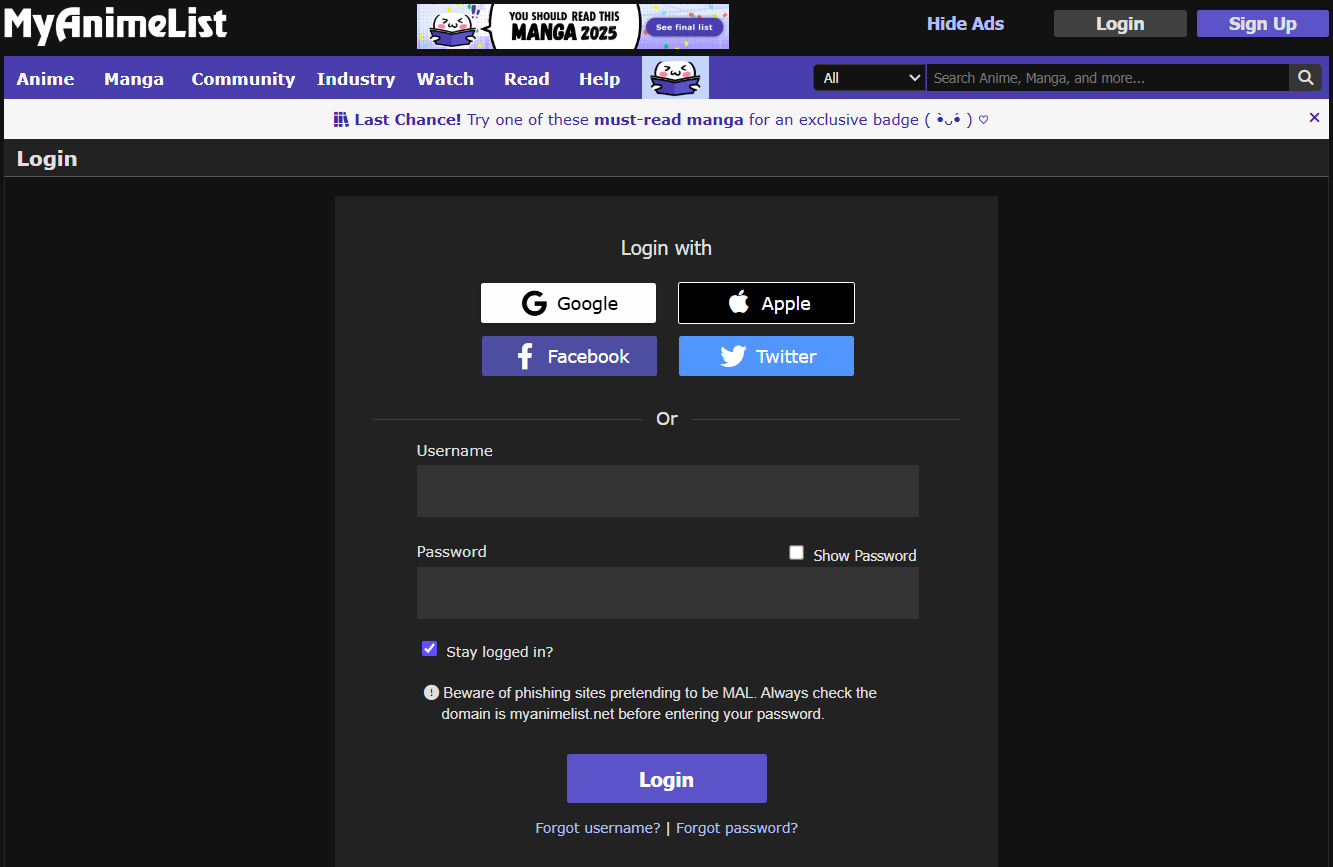 MyAnimeList
YOU SHOULD READ THIS
MANGA 2025
See final list
Hide Ads
Login
Sign Up
Anime
Manga
Community
Industry
Watch
Read
Help
All
Search Anime, Manga, and more...
Last Chance! Try one of these must-read manga for an exclusive badge ( •̀ᴗ•́ ) ♡
×
Login
Login with
Google
Apple
Facebook
Twitter
Or
Username
Password
Show Password
Stay logged in?
Beware of phishing sites pretending to be MAL. Always check the
domain is myanimelist.net before entering your password.
Login
Forgot username? | Forgot password?